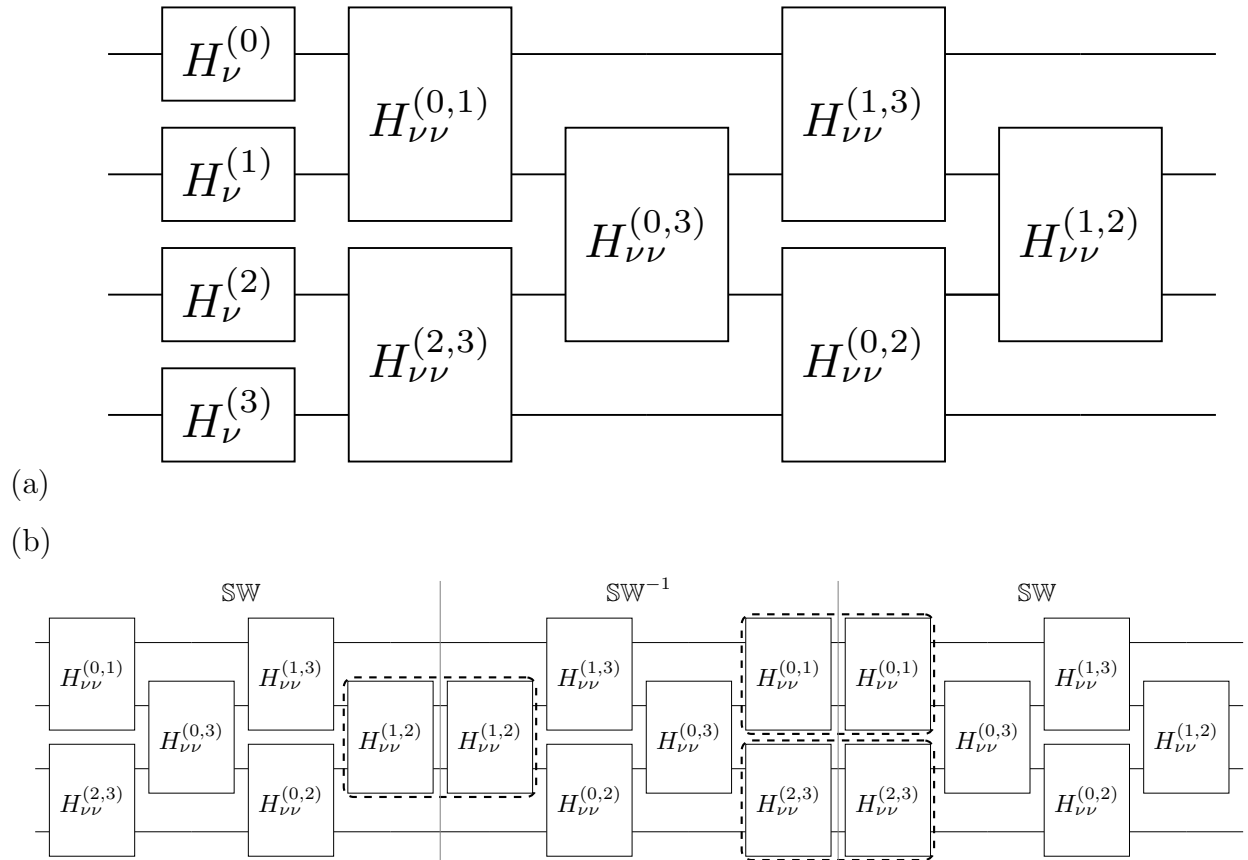 H_ν^(0) H_νν^(0,1) H_νν^(1,3)
H_ν^(1) H_νν^(0,3) H_νν^(1,2)
H_ν^(2) H_νν^(2,3) H_νν^(0,2)
H_ν^(3)
(a)
(b)
𝕊𝕎 𝕊𝕎^−1 𝕊𝕎
H_νν^(0,1) H_νν^(1,3) H_νν^(1,3) H_νν^(0,1) H_νν^(0,1) H_νν^(1,3)
H_νν^(0,3) H_νν^(1,2) H_νν^(1,2) H_νν^(0,3) H_νν^(0,3) H_νν^(1,2)
H_νν^(2,3) H_νν^(0,2) H_νν^(0,2) H_νν^(2,3) H_νν^(2,3) H_νν^(0,2)